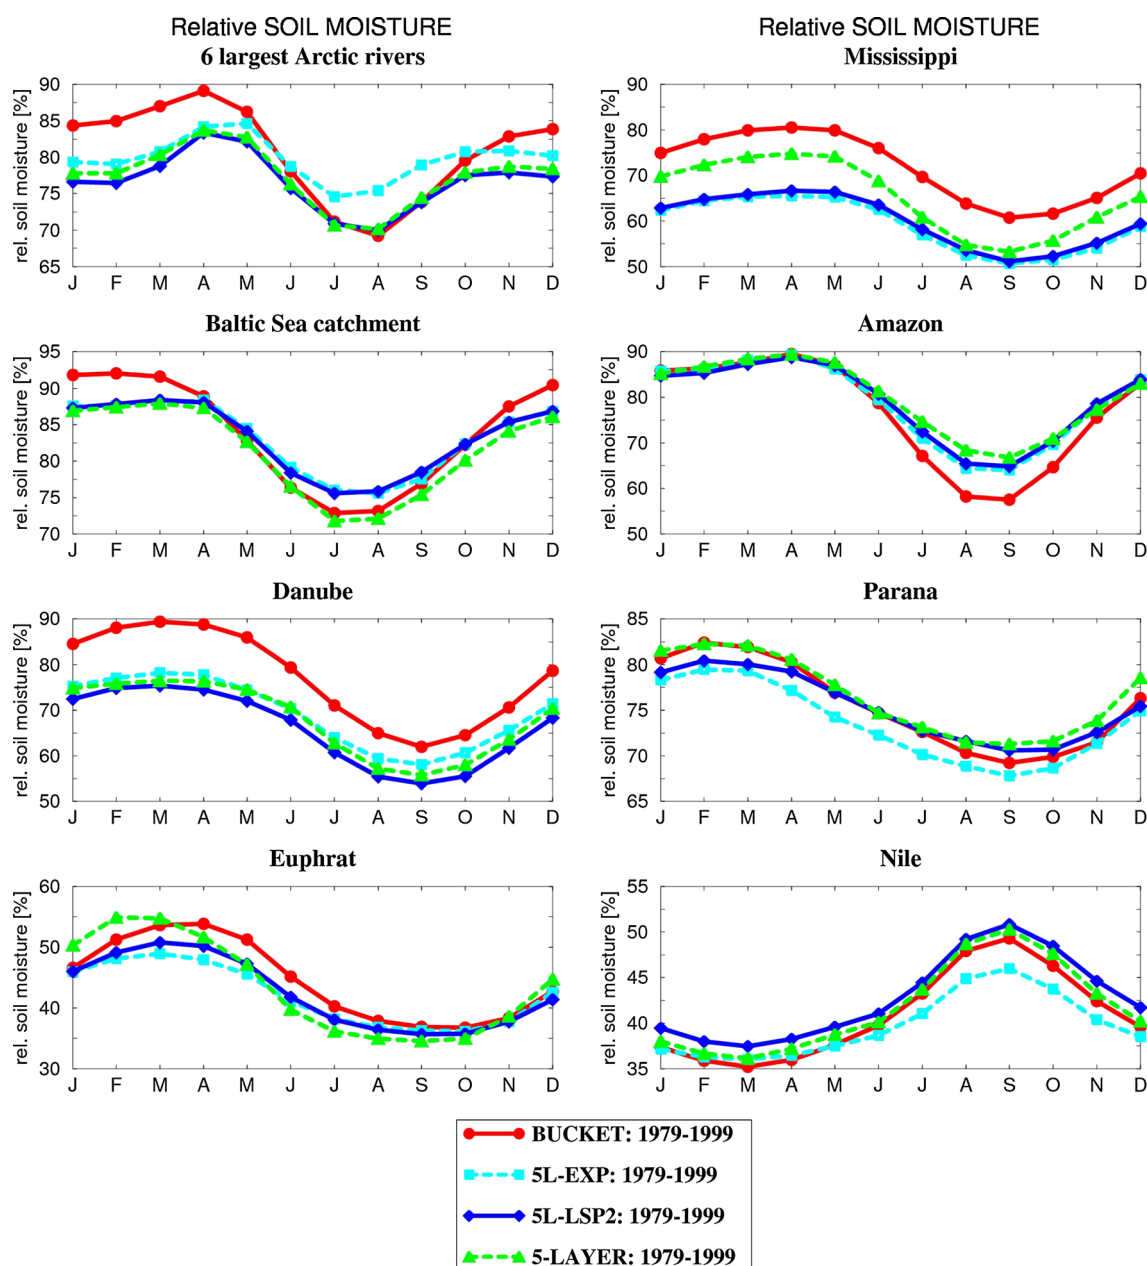 Relative SOIL MOISTURE
6 largest Arctic rivers
rel. soil moisture [%]
90
85
80
75
70
65
J F M A M J J A S O N D
Relative SOIL MOISTURE
Mississippi
rel. soil moisture [%]
90
80
70
60
50
J F M A M J J A S O N D
Baltic Sea catchment
rel. soil moisture [%]
95
90
85
80
75
70
J F M A M J J A S O N D
Amazon
rel. soil moisture [%]
90
80
70
60
50
J F M A M J J A S O N D
Danube
rel. soil moisture [%]
90
80
70
60
50
J F M A M J J A S O N D
Parana
rel. soil moisture [%]
85
80
75
70
65
J F M A M J J A S O N D
Euphrat
rel. soil moisture [%]
60
50
40
30
J F M A M J J A S O N D
Nile
rel. soil moisture [%]
55
50
45
40
35
J F M A M J J A S O N D
BUCKET: 1979-1999
5L-EXP: 1979-1999
5L-LSP2: 1979-1999
5-LAYER: 1979-1999